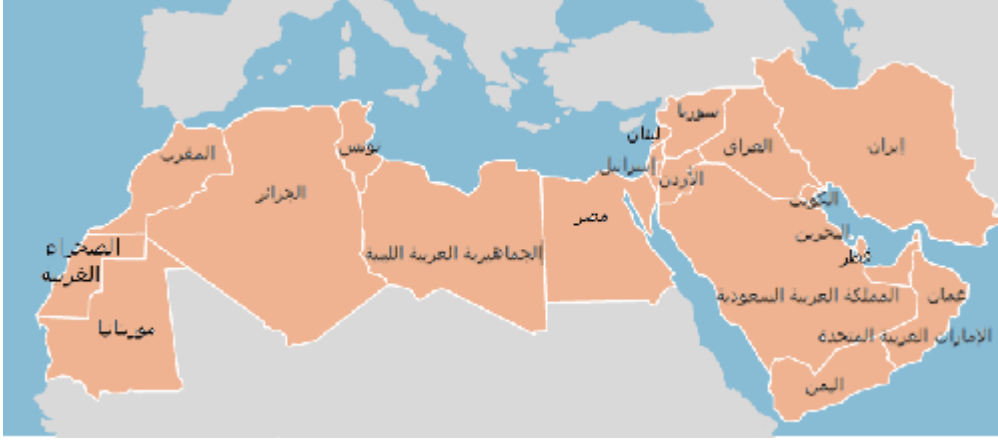 سوريا
لبنان
العراق
إيران
إسرائيل
الأردن
المغرب
تونس
الجزائر
مصر
الكويت
البحرين
قطر
الصحراء
الغربية
الجماهيرية العربية الليبية
المملكة العربية السعودية
عمان
موريتانيا
الإمارات العربية المتحدة
اليمن